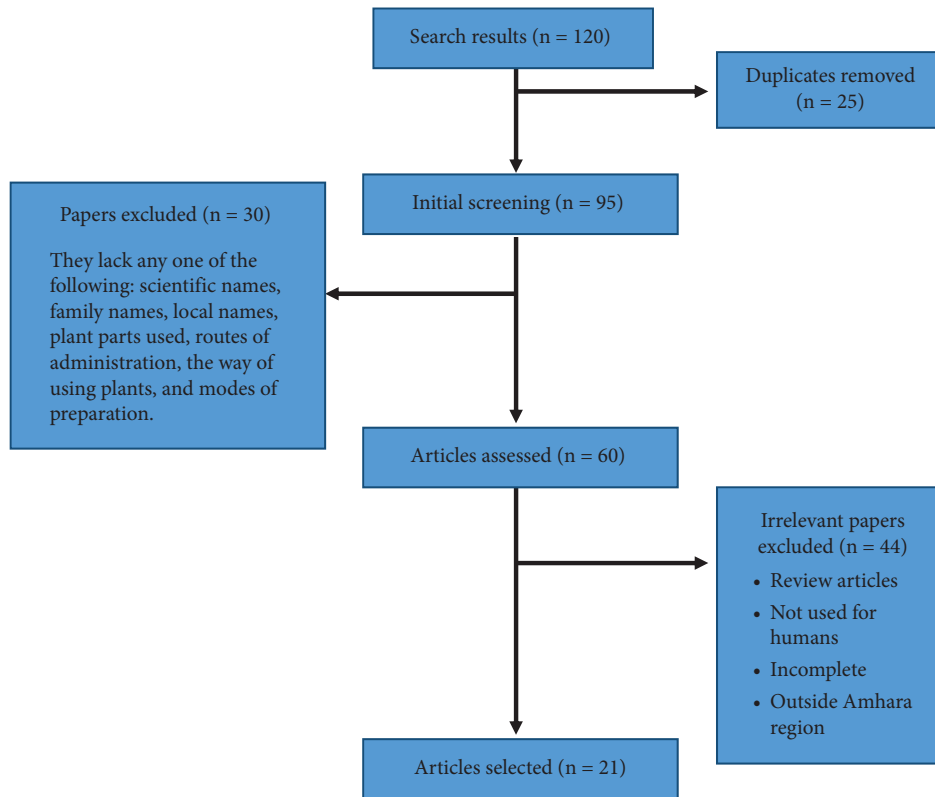 Search results (n = 120)
Duplicates removed
(n = 25)
Initial screening (n = 95)
Papers excluded (n = 30)
They lack any one of the
following: scientific names,
family names, local names,
plant parts used, routes of
administration, the way of
using plants, and modes of
preparation.
Articles assessed (n = 60)
Irrelevant papers
excluded (n = 44)
• Review articles
• Not used for
humans
• Incomplete
• Outside Amhara
region
Articles selected (n = 21)